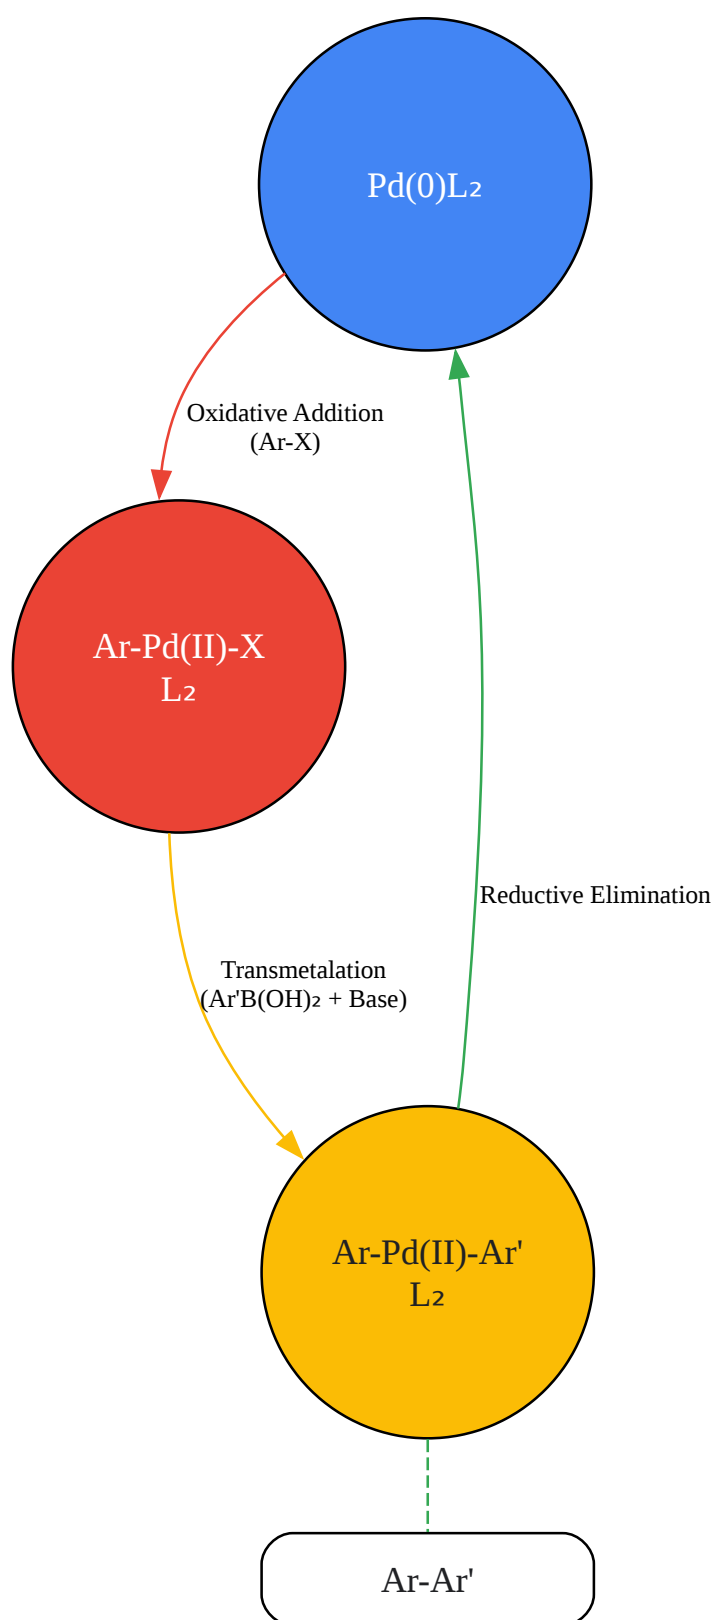 Pd(0)L₂
Oxidative Addition
(Ar-X)
Ar-Pd(II)-X
L₂
Reductive Elimination
Transmetalation
(Ar'B(OH)₂ + Base)
Ar-Pd(II)-Ar'
L₂
Ar-Ar'